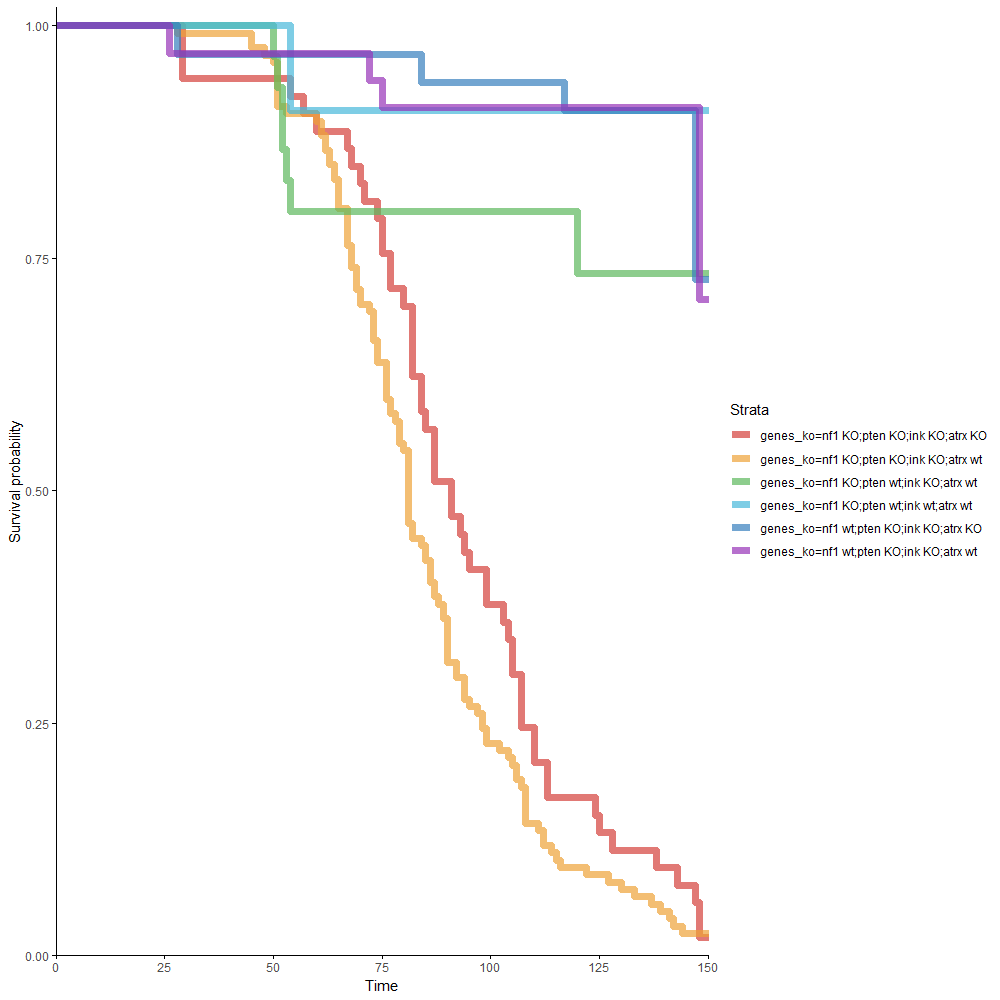 1.00
0.75
0.50
0.25
0.00
Survival probability
0
25
50
75
100
125
150
Time
Strata
genes_ko=nf1 KO;pten KO;ink KO;atrx KO
genes_ko=nf1 KO;pten KO;ink KO;atrx wt
genes_ko=nf1 KO;pten wt;ink KO;atrx wt
genes_ko=nf1 KO;pten wt;ink wt;atrx wt
genes_ko=nf1 wt;pten KO;ink KO;atrx KO
genes_ko=nf1 wt;pten KO;ink KO;atrx wt